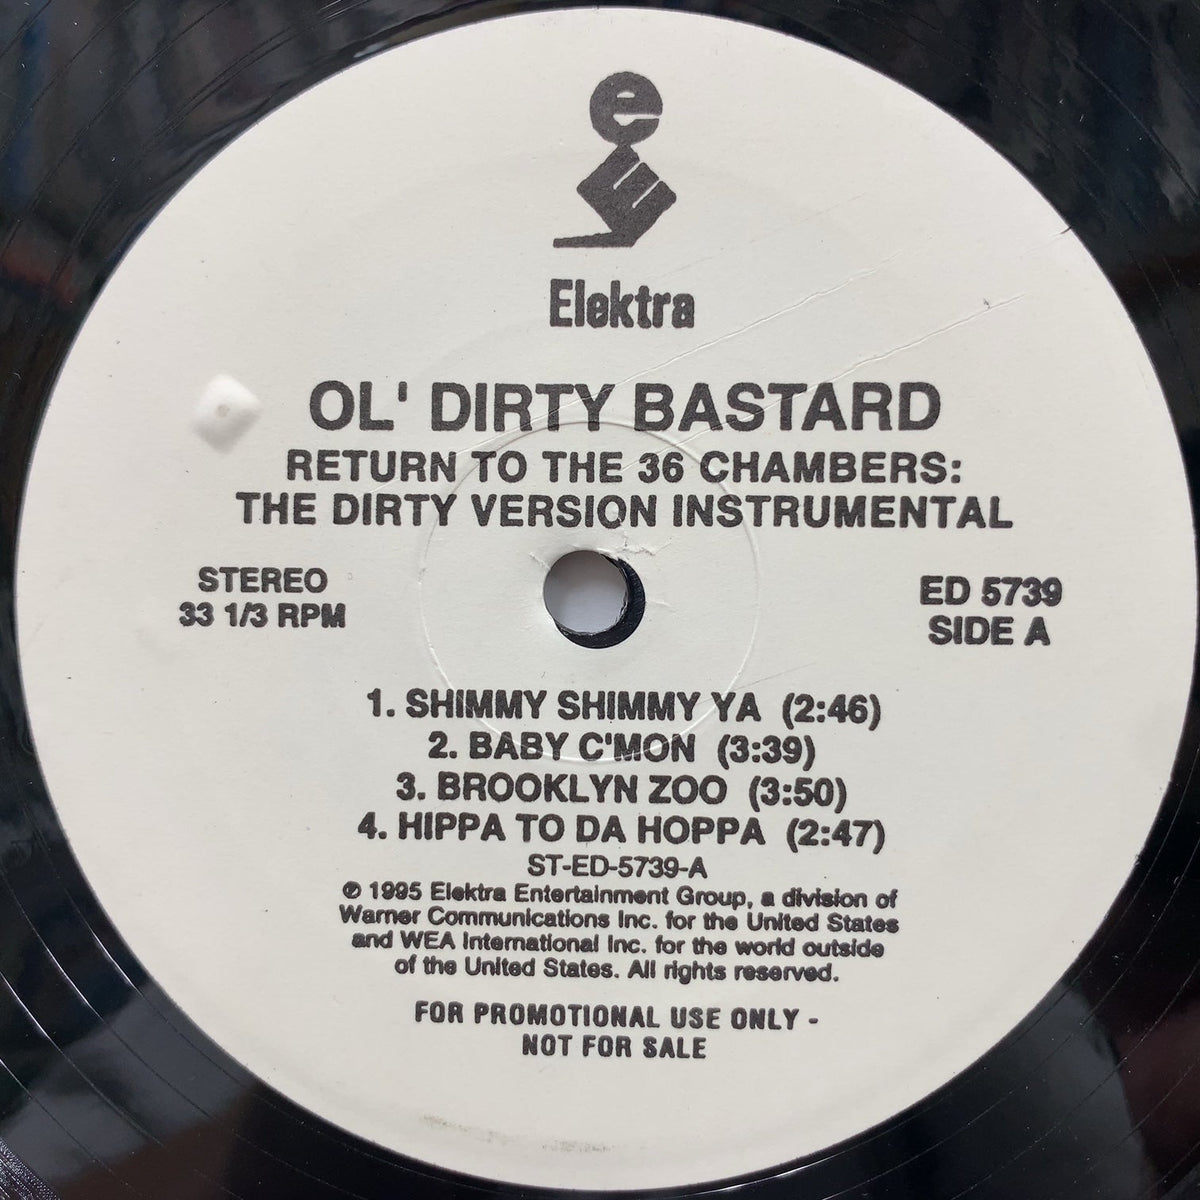 e
Elektra
OL' DIRTY BASTARD
RETURN TO THE 36 CHAMBERS:
THE DIRTY VERSION INSTRUMENTAL
STEREO
33 1/3 RPM
ED 5739
SIDE A
1. SHIMMY SHIMMY YA (2:46)
2. BABY C'MON (3:39)
3. BROOKLYN ZOO (3:50)
4. HIPPA TO DA HOPPA (2:47)
ST-ED-5739-A
℗ 1995 Elektra Entertainment Group, a division of
Warner Communications Inc. for the United States
and WEA International Inc. for the world outside
of the United States. All rights reserved.
FOR PROMOTIONAL USE ONLY -
NOT FOR SALE